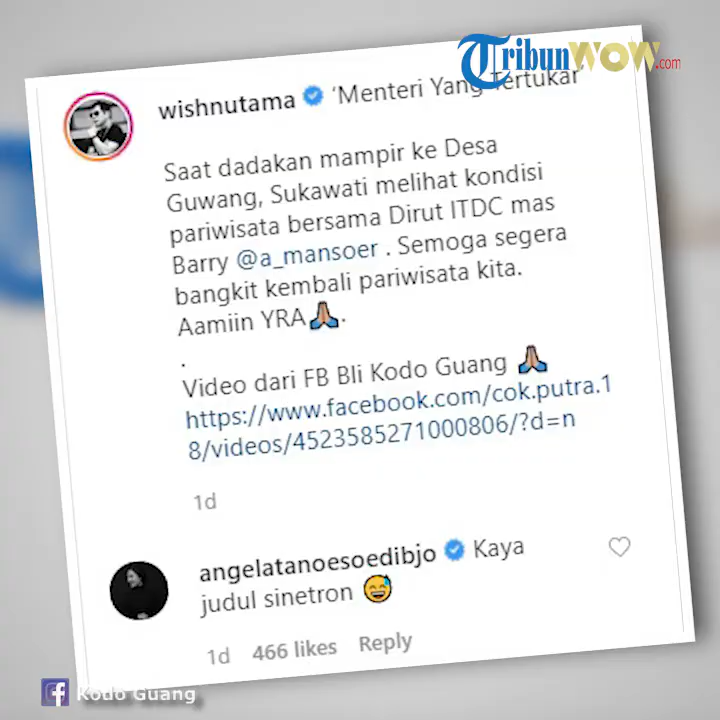 TribunWOW.com
wishnutama 'Menteri Yang Tertukar'
Saat dadakan mampir ke Desa
Guwang, Sukawati melihat kondisi
pariwisata bersama Dirut ITDC mas
Barry @a_mansoer . Semoga segera
bangkit kembali pariwisata kita.
Aamiin YRA🙏.
.
Video dari FB Bli Kodo Guang 🙏
https://www.facebook.com/cok.putra.1
8/videos/4523585271000806/?d=n
1d
angelatanoesoedibjo Kaya
judul sinetron 😅
1d 466 likes Reply
Kodo Guang